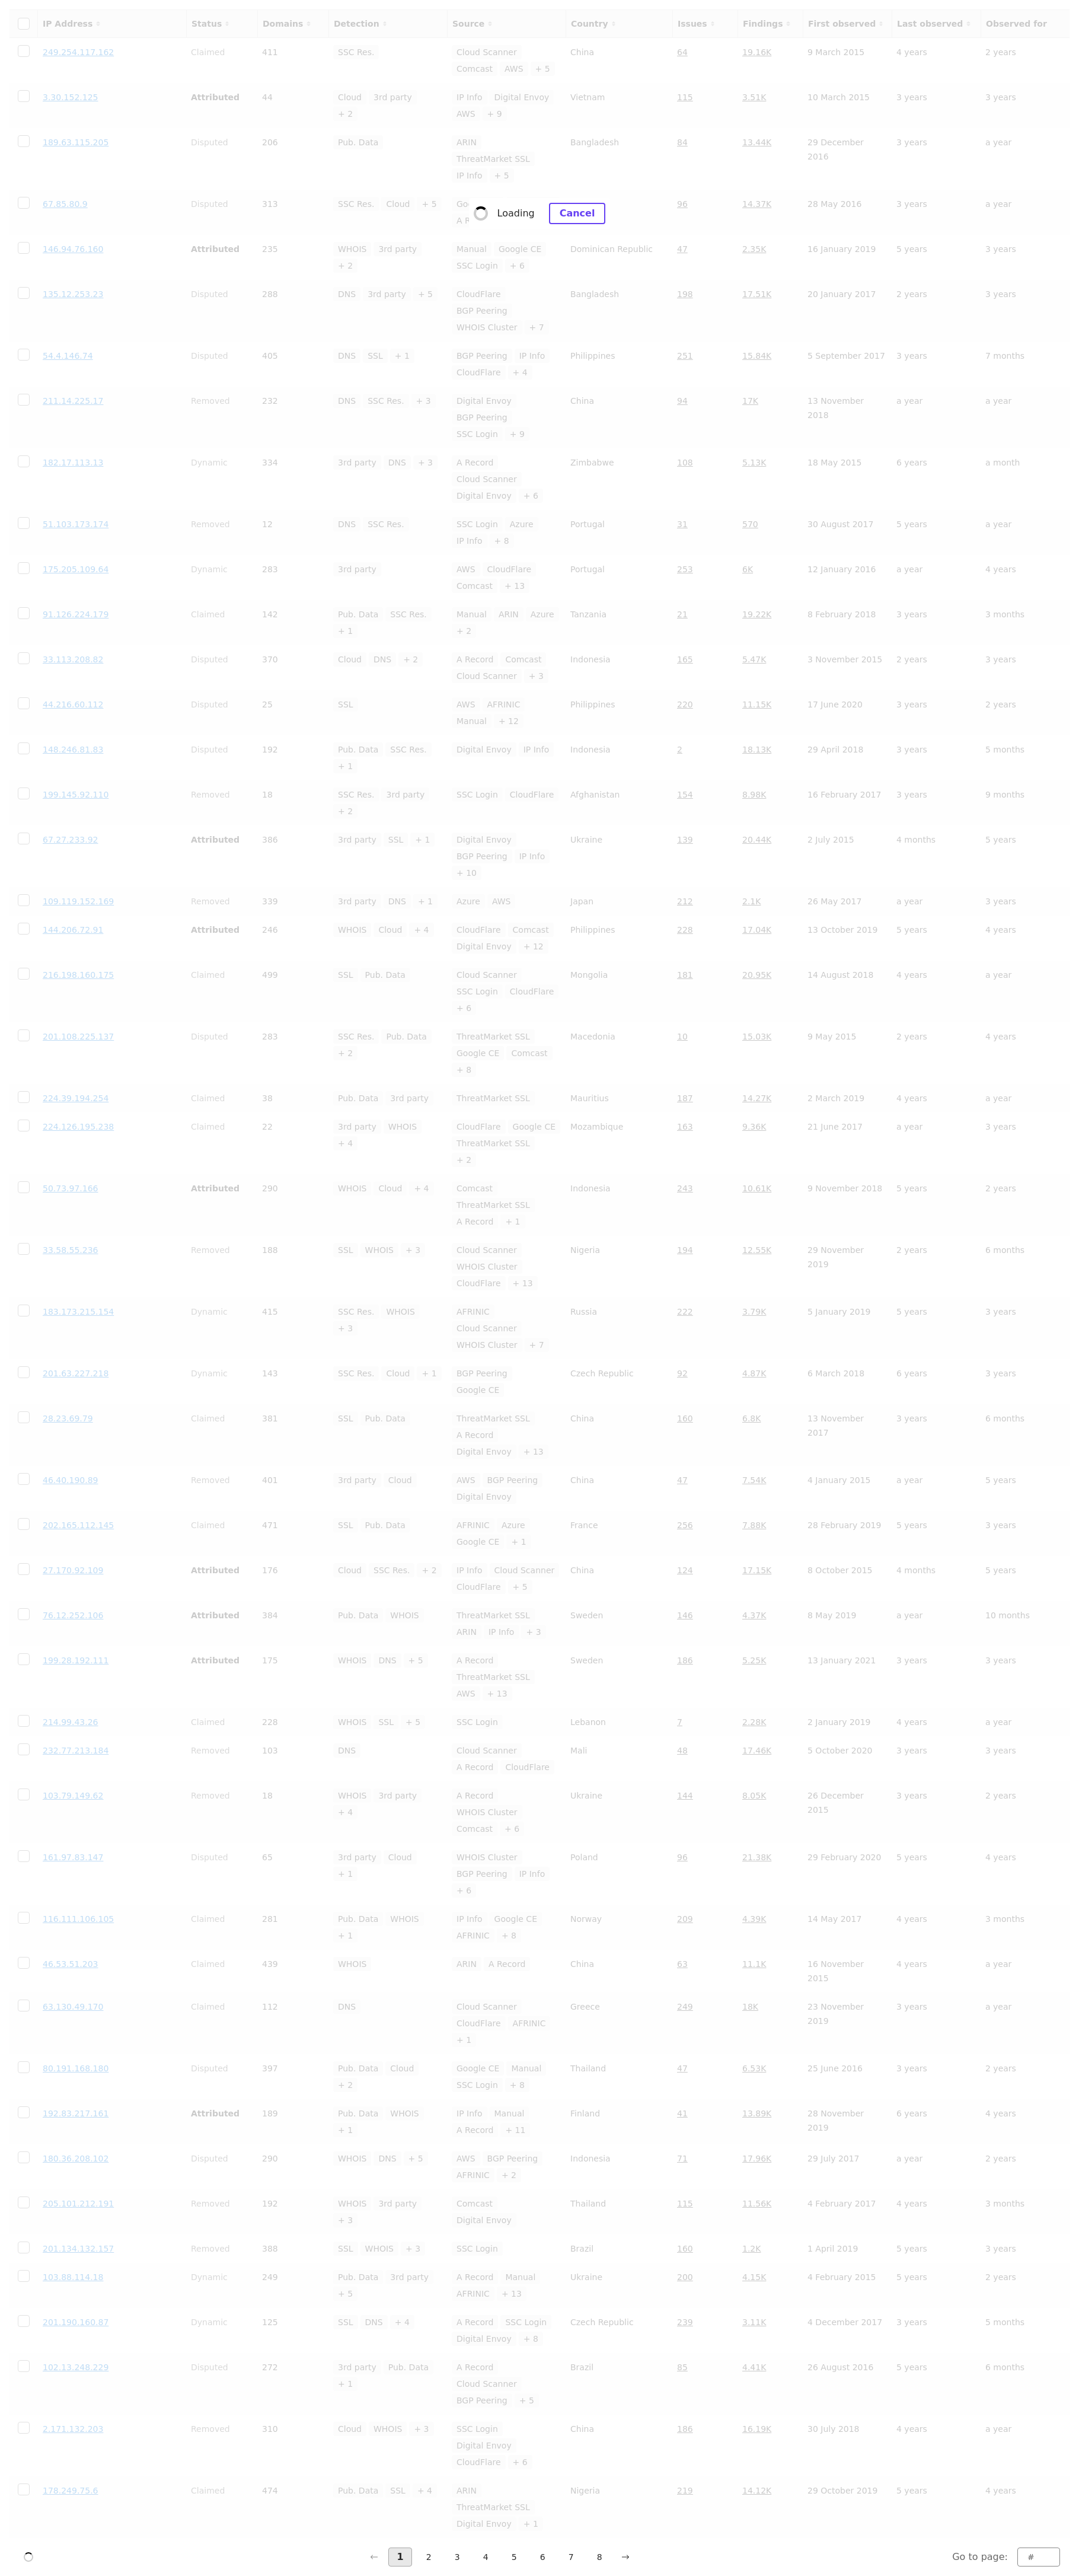 IP Address Status Domains Detection Source Country Issues Findings First observed Last observed Observed for
249.254.117.162 Claimed 411 SSC Res. Cloud Scanner China 64 19.16K 9 March 2015 4 years 2 years
Comcast AWS + 5
3.30.152.125 Attributed 44 Cloud 3rd party IP Info Digital Envoy Vietnam 115 3.51K 10 March 2015 3 years 3 years
+ 2 AWS + 9
189.63.115.205 Disputed 206 Pub. Data ARIN Bangladesh 84 13.44K 29 December 3 years a year
ThreatMarket SSL 2016
IP Info + 5
67.85.80.9 Disputed 313 SSC Res. Cloud + 5 Go 96 14.37K 28 May 2016 3 years a year
Loading Cancel
A R
146.94.76.160 Attributed 235 WHOIS 3rd party Manual Google CE Dominican Republic 47 2.35K 16 January 2019 5 years 3 years
+ 2 SSC Login + 6
135.12.253.23 Disputed 288 DNS 3rd party + 5 CloudFlare Bangladesh 198 17.51K 20 January 2017 2 years 3 years
BGP Peering
WHOIS Cluster + 7
54.4.146.74 Disputed 405 DNS SSL + 1 BGP Peering IP Info Philippines 251 15.84K 5 September 2017 3 years 7 months
CloudFlare + 4
211.14.225.17 Removed 232 DNS SSC Res. + 3 Digital Envoy China 94 17K 13 November a year a year
BGP Peering 2018
SSC Login + 9
182.17.113.13 Dynamic 334 3rd party DNS + 3 A Record Zimbabwe 108 5.13K 18 May 2015 6 years a month
Cloud Scanner
Digital Envoy + 6
51.103.173.174 Removed 12 DNS SSC Res. SSC Login Azure Portugal 31 570 30 August 2017 5 years a year
IP Info + 8
175.205.109.64 Dynamic 283 3rd party AWS CloudFlare Portugal 253 6K 12 January 2016 a year 4 years
Comcast + 13
91.126.224.179 Claimed 142 Pub. Data SSC Res. Manual ARIN Azure Tanzania 21 19.22K 8 February 2018 3 years 3 months
+ 1 + 2
33.113.208.82 Disputed 370 Cloud DNS + 2 A Record Comcast Indonesia 165 5.47K 3 November 2015 2 years 3 years
Cloud Scanner + 3
44.216.60.112 Disputed 25 SSL AWS AFRINIC Philippines 220 11.15K 17 June 2020 3 years 2 years
Manual + 12
148.246.81.83 Disputed 192 Pub. Data SSC Res. Digital Envoy IP Info Indonesia 2 18.13K 29 April 2018 3 years 5 months
+ 1
199.145.92.110 Removed 18 SSC Res. 3rd party SSC Login CloudFlare Afghanistan 154 8.98K 16 February 2017 3 years 9 months
+ 2
67.27.233.92 Attributed 386 3rd party SSL + 1 Digital Envoy Ukraine 139 20.44K 2 July 2015 4 months 5 years
BGP Peering IP Info
+ 10
109.119.152.169 Removed 339 3rd party DNS + 1 Azure AWS Japan 212 2.1K 26 May 2017 a year 3 years
144.206.72.91 Attributed 246 WHOIS Cloud + 4 CloudFlare Comcast Philippines 228 17.04K 13 October 2019 5 years 4 years
Digital Envoy + 12
216.198.160.175 Claimed 499 SSL Pub. Data Cloud Scanner Mongolia 181 20.95K 14 August 2018 4 years a year
SSC Login CloudFlare
+ 6
201.108.225.137 Disputed 283 SSC Res. Pub. Data ThreatMarket SSL Macedonia 10 15.03K 9 May 2015 2 years 4 years
+ 2 Google CE Comcast
+ 8
224.39.194.254 Claimed 38 Pub. Data 3rd party ThreatMarket SSL Mauritius 187 14.27K 2 March 2019 4 years a year
224.126.195.238 Claimed 22 3rd party WHOIS CloudFlare Google CE Mozambique 163 9.36K 21 June 2017 a year 3 years
+ 4 ThreatMarket SSL
+ 2
50.73.97.166 Attributed 290 WHOIS Cloud + 4 Comcast Indonesia 243 10.61K 9 November 2018 5 years 2 years
ThreatMarket SSL
A Record + 1
33.58.55.236 Removed 188 SSL WHOIS + 3 Cloud Scanner Nigeria 194 12.55K 29 November 2 years 6 months
WHOIS Cluster 2019
CloudFlare + 13
183.173.215.154 Dynamic 415 SSC Res. WHOIS AFRINIC Russia 222 3.79K 5 January 2019 5 years 3 years
+ 3 Cloud Scanner
WHOIS Cluster + 7
201.63.227.218 Dynamic 143 SSC Res. Cloud + 1 BGP Peering Czech Republic 92 4.87K 6 March 2018 6 years 3 years
Google CE
28.23.69.79 Claimed 381 SSL Pub. Data ThreatMarket SSL China 160 6.8K 13 November 3 years 6 months
A Record 2017
Digital Envoy + 13
46.40.190.89 Removed 401 3rd party Cloud AWS BGP Peering China 47 7.54K 4 January 2015 a year 5 years
Digital Envoy
202.165.112.145 Claimed 471 SSL Pub. Data AFRINIC Azure France 256 7.88K 28 February 2019 5 years 3 years
Google CE + 1
27.170.92.109 Attributed 176 Cloud SSC Res. + 2 IP Info Cloud Scanner China 124 17.15K 8 October 2015 4 months 5 years
CloudFlare + 5
76.12.252.106 Attributed 384 Pub. Data WHOIS ThreatMarket SSL Sweden 146 4.37K 8 May 2019 a year 10 months
ARIN IP Info + 3
199.28.192.111 Attributed 175 WHOIS DNS + 5 A Record Sweden 186 5.25K 13 January 2021 3 years 3 years
ThreatMarket SSL
AWS + 13
214.99.43.26 Claimed 228 WHOIS SSL + 5 SSC Login Lebanon 7 2.28K 2 January 2019 4 years a year
232.77.213.184 Removed 103 DNS Cloud Scanner Mali 48 17.46K 5 October 2020 3 years 3 years
A Record CloudFlare
103.79.149.62 Removed 18 WHOIS 3rd party A Record Ukraine 144 8.05K 26 December 3 years 2 years
+ 4 WHOIS Cluster 2015
Comcast + 6
161.97.83.147 Disputed 65 3rd party Cloud WHOIS Cluster Poland 96 21.38K 29 February 2020 5 years 4 years
+ 1 BGP Peering IP Info
+ 6
116.111.106.105 Claimed 281 Pub. Data WHOIS IP Info Google CE Norway 209 4.39K 14 May 2017 4 years 3 months
+ 1 AFRINIC + 8
46.53.51.203 Claimed 439 WHOIS ARIN A Record China 63 11.1K 16 November 4 years a year
2015
63.130.49.170 Claimed 112 DNS Cloud Scanner Greece 249 18K 23 November 3 years a year
CloudFlare AFRINIC 2019
+ 1
80.191.168.180 Disputed 397 Pub. Data Cloud Google CE Manual Thailand 47 6.53K 25 June 2016 3 years 2 years
+ 2 SSC Login + 8
192.83.217.161 Attributed 189 Pub. Data WHOIS IP Info Manual Finland 41 13.89K 28 November 6 years 4 years
+ 1 A Record + 11 2019
180.36.208.102 Disputed 290 WHOIS DNS + 5 AWS BGP Peering Indonesia 71 17.96K 29 July 2017 a year 2 years
AFRINIC + 2
205.101.212.191 Removed 192 WHOIS 3rd party Comcast Thailand 115 11.56K 4 February 2017 4 years 3 months
+ 3 Digital Envoy
201.134.132.157 Removed 388 SSL WHOIS + 3 SSC Login Brazil 160 1.2K 1 April 2019 5 years 3 years
103.88.114.18 Dynamic 249 Pub. Data 3rd party A Record Manual Ukraine 200 4.15K 4 February 2015 5 years 2 years
+ 5 AFRINIC + 13
201.190.160.87 Dynamic 125 SSL DNS + 4 A Record SSC Login Czech Republic 239 3.11K 4 December 2017 3 years 5 months
Digital Envoy + 8
102.13.248.229 Disputed 272 3rd party Pub. Data A Record Brazil 85 4.41K 26 August 2016 5 years 6 months
+ 1 Cloud Scanner
BGP Peering + 5
2.171.132.203 Removed 310 Cloud WHOIS + 3 SSC Login China 186 16.19K 30 July 2018 4 years a year
Digital Envoy
CloudFlare + 6
178.249.75.6 Claimed 474 Pub. Data SSL + 4 ARIN Nigeria 219 14.12K 29 October 2019 5 years 4 years
ThreatMarket SSL
Digital Envoy + 1
← 1 2 3 4 5 6 7 8 → Go to page: #